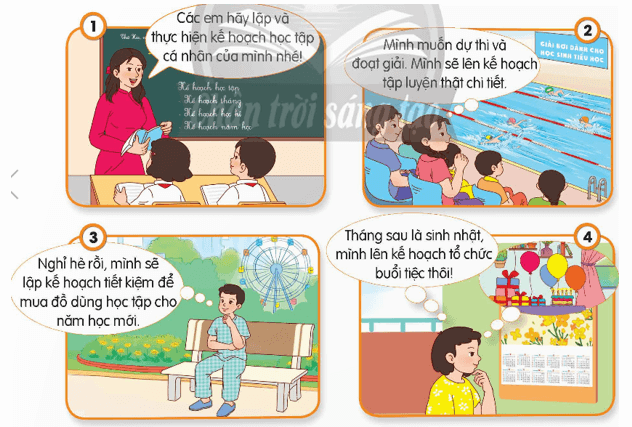 1
Các em hãy lập và
thực hiện kế hoạch học tập
cá nhân của mình nhé!
Kế hoạch học tập
Kế hoạch tháng
Kế hoạch học kì
Kế hoạch năm học
Chân trời sáng tạo
2
Mình muốn dự thi và
đoạt giải. Mình sẽ lên kế hoạch
tập luyện thật chi tiết.
GIẢI BƠI DÀNH CHO
HỌC SINH TIỂU HỌC
3
Nghỉ hè rồi, mình sẽ
lập kế hoạch tiết kiệm để
mua đồ dùng học tập cho
năm học mới.
4
Tháng sau là sinh nhật,
mình lên kế hoạch tổ chức
buổi tiệc thôi!